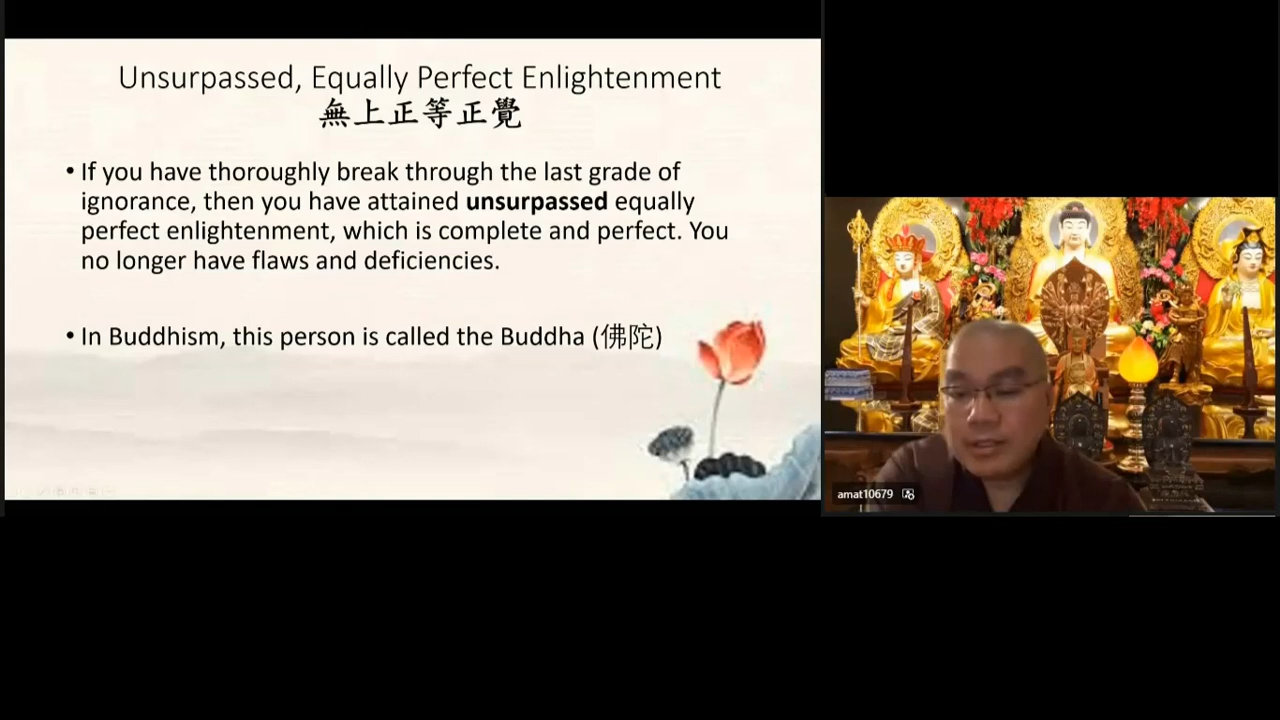 Unsurpassed, Equally Perfect Enlightenment
無上正等正覺
• If you have thoroughly break through the last grade of
ignorance, then you have attained unsurpassed equally
perfect enlightenment, which is complete and perfect. You
no longer have flaws and deficiencies.
• In Buddhism, this person is called the Buddha (佛陀)
amat10679